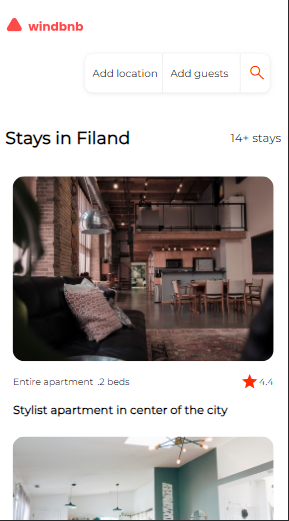 windbnb
Add location Add guests
Stays in Filand 14+ stays
Entire apartment .2 beds 4.4
Stylist apartment in center of the city